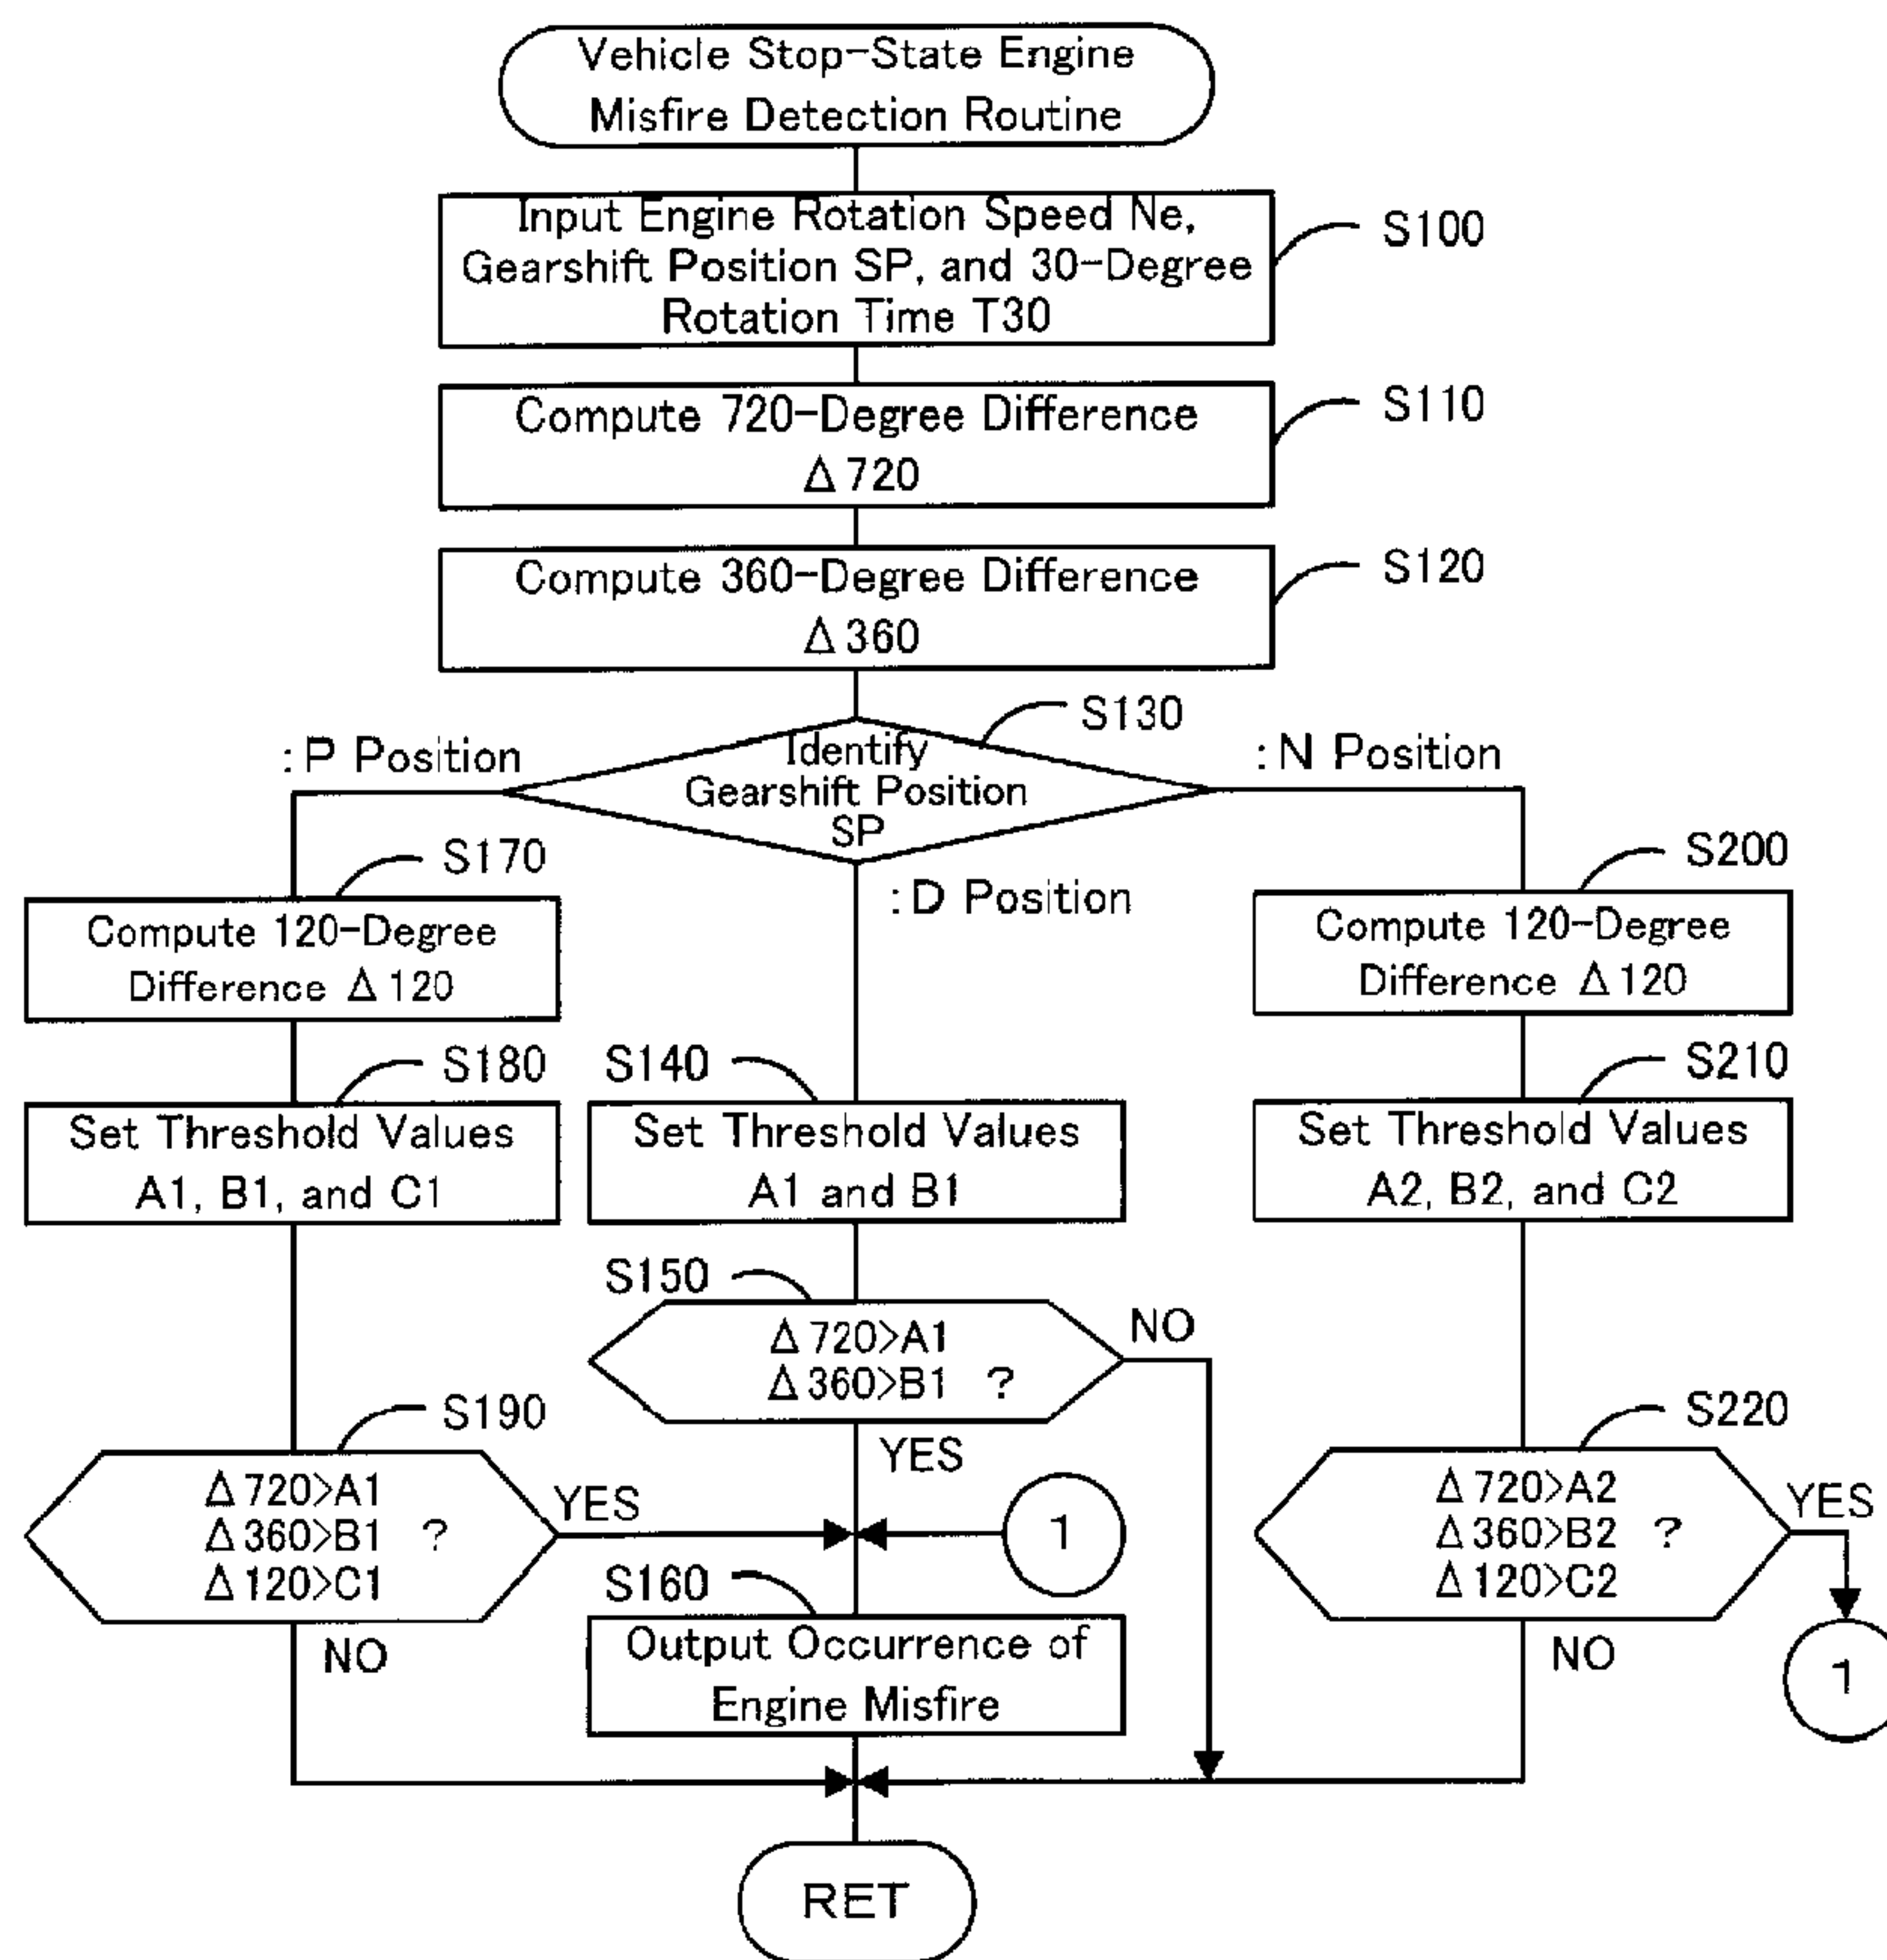 Vehicle Stop-State Engine
Misfire Detection Routine
Input Engine Rotation Speed Ne,
Gearshift Position SP, and 30-Degree
Rotation Time T30
S100
Compute 720-Degree Difference
Δ720
S110
Compute 360-Degree Difference
Δ360
S120
S130
Identify
Gearshift Position
SP
:P Position
:D Position
:N Position
S170
Compute 120-Degree
Difference Δ120
S180
Set Threshold Values
A1, B1, and C1
S190
Δ720>A1
Δ360>B1 ?
Δ120>C1
YES
NO
S140
Set Threshold Values
A1 and B1
S150
Δ720>A1
Δ360>B1 ?
NO
YES
1
S160
Output Occurrence of
Engine Misfire
S200
Compute 120-Degree
Difference Δ120
S210
Set Threshold Values
A2, B2, and C2
S220
Δ720>A2
Δ360>B2 ?
Δ120>C2
YES
NO
1
RET